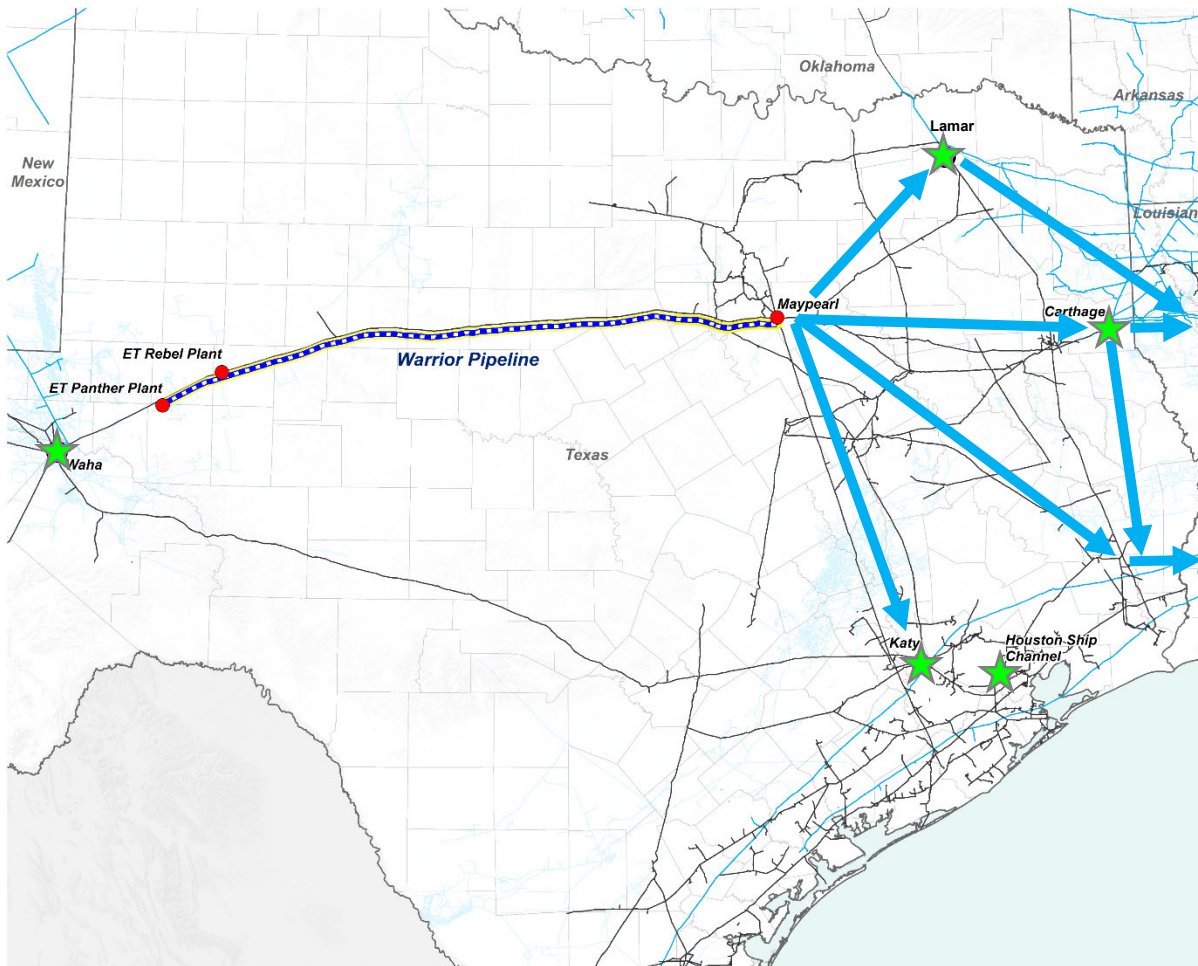 Oklahoma
Arkansas
Lamar
New
Mexico
Louisian
Maypearl
Carthage
ET Rebel Plant
Warrior Pipeline
ET Panther Plant
Texas
Waha
Katy
Houston Ship
Channel